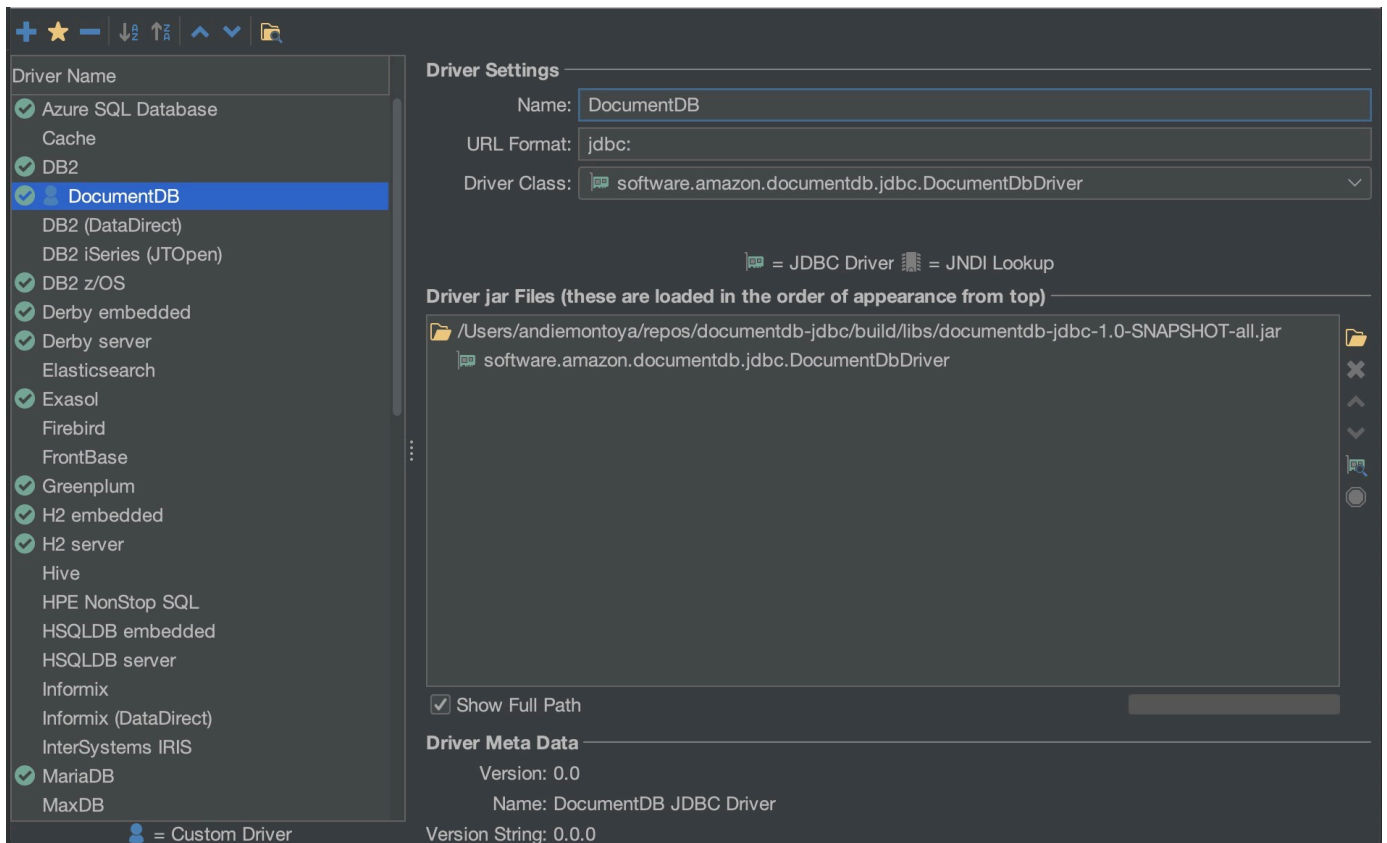 Driver Name
Azure SQL Database
Cache
DB2
DocumentDB
DB2 (DataDirect)
DB2 iSeries (JTOpen)
DB2 z/OS
Derby embedded
Derby server
Elasticsearch
Exasol
Firebird
FrontBase
Greenplum
H2 embedded
H2 server
Hive
HPE NonStop SQL
HSQLDB embedded
HSQLDB server
Informix
Informix (DataDirect)
InterSystems IRIS
MariaDB
MaxDB
= Custom Driver
Driver Settings
Name: DocumentDB
URL Format: jdbc:
Driver Class: software.amazon.documentdb.jdbc.DocumentDbDriver
= JDBC Driver = JNDI Lookup
Driver jar Files (these are loaded in the order of appearance from top)
/Users/andiemontoya/repos/documentdb-jdbc/build/libs/documentdb-jdbc-1.0-SNAPSHOT-all.jar
software.amazon.documentdb.jdbc.DocumentDbDriver
Show Full Path
Driver Meta Data
Version: 0.0
Name: DocumentDB JDBC Driver
Version String: 0.0.0